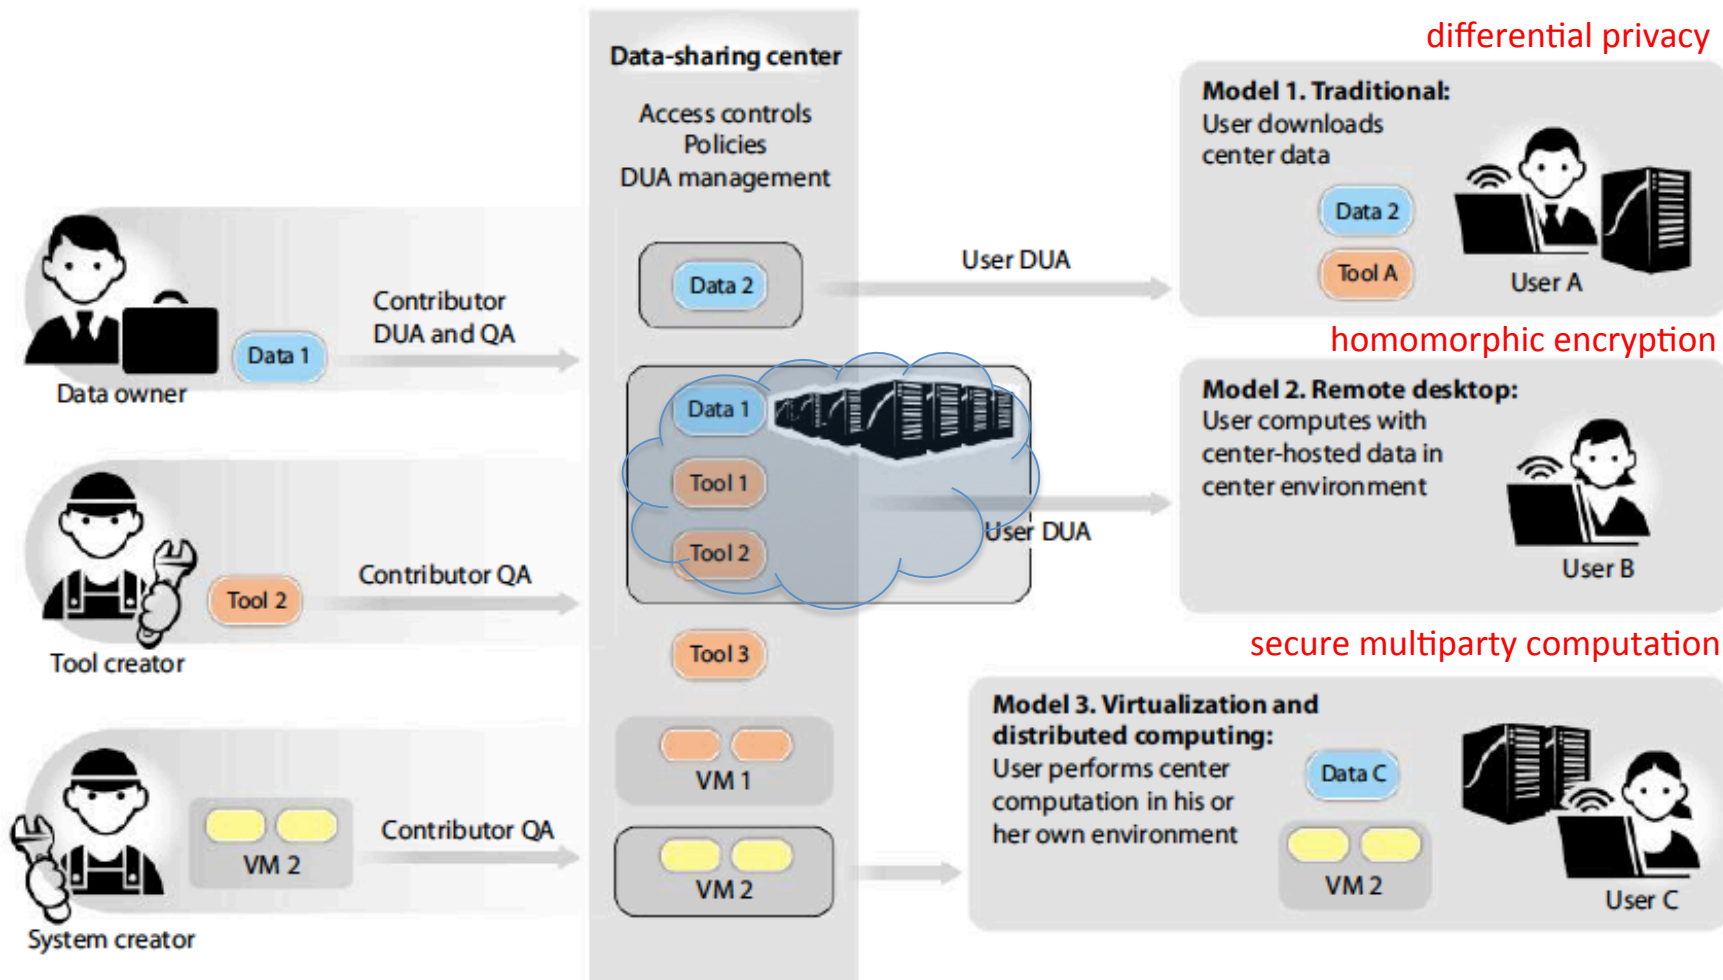 differential privacy
Data-sharing center
Access controls
Policies
DUA management
Model 1. Traditional:
User downloads
center data
Data 2
Tool A
User A
Data 2
User DUA
Contributor
DUA and QA
Data 1
Data owner
homomorphic encryption
Model 2. Remote desktop:
User computes with
center-hosted data in
center environment
User B
Data 1
Tool 1
Tool 2
User DUA
Contributor QA
Tool 2
Tool creator
Tool 3
secure multiparty computation
Model 3. Virtualization and
distributed computing:
User performs center
computation in his or
her own environment
Data C
VM 2
User C
VM 1
Contributor QA
VM 2
VM 2
System creator